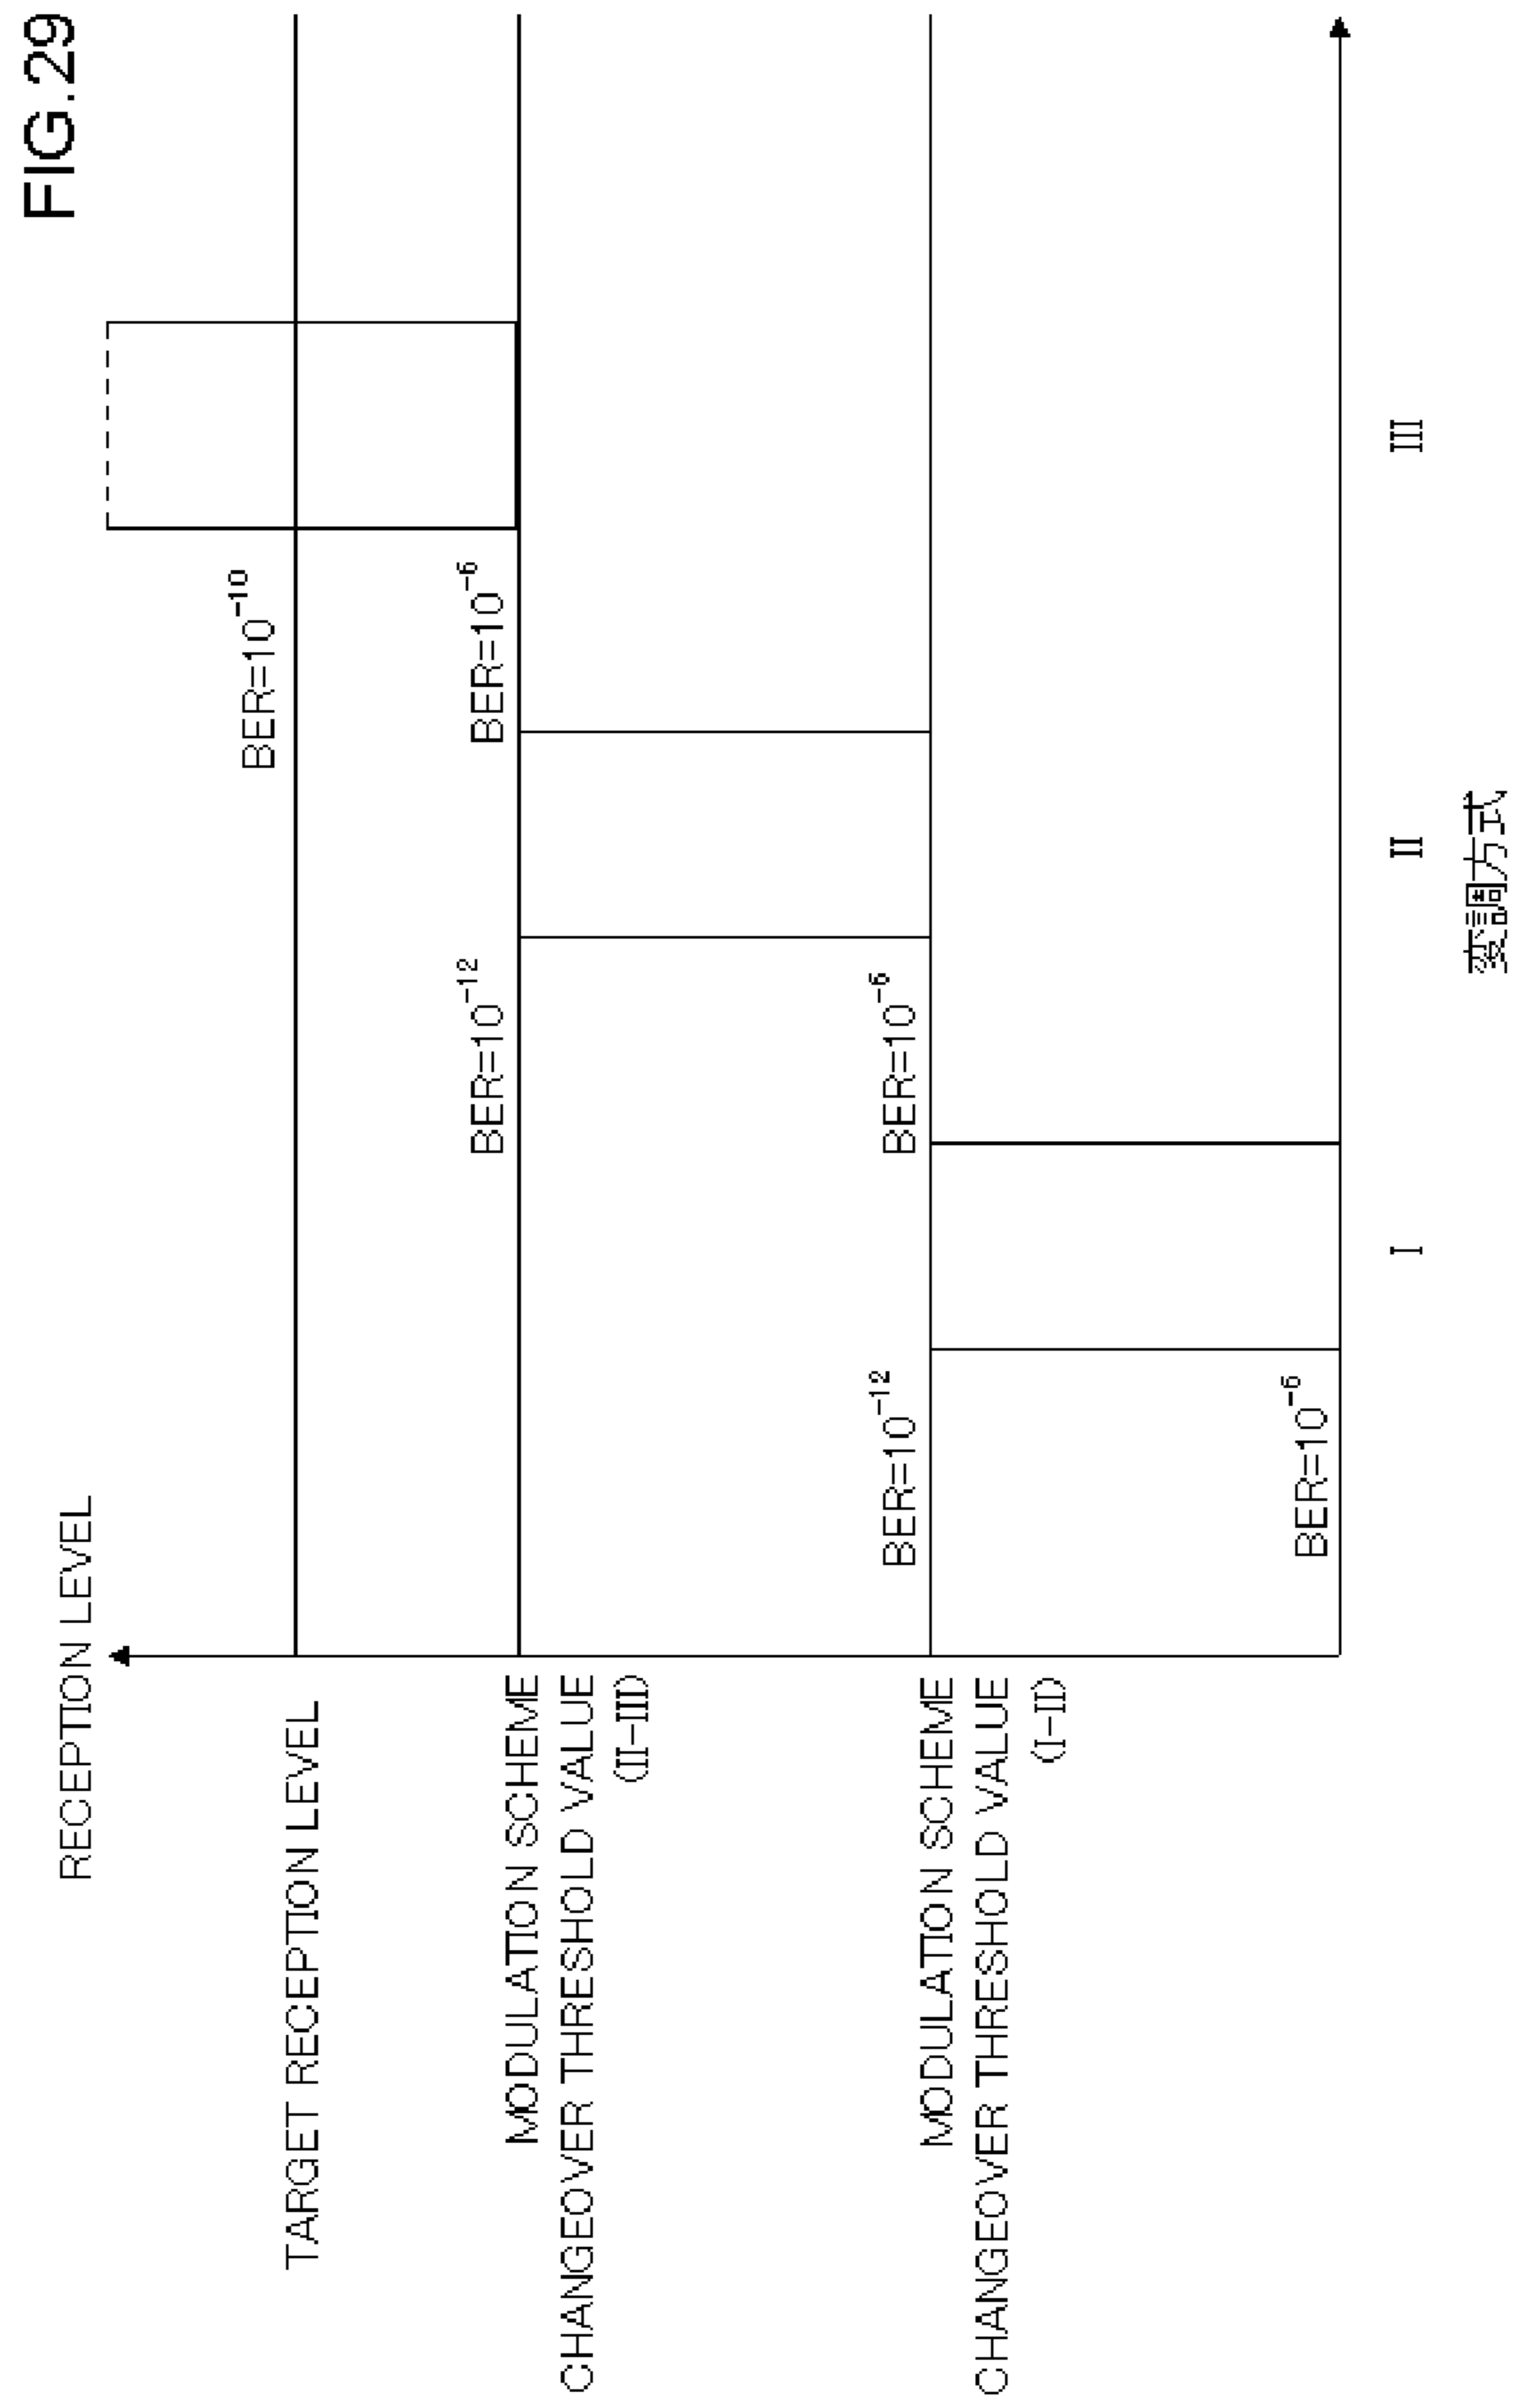 FIG.29
RECEPTION LEVEL
TARGET RECEPTION LEVEL
BER=10⁻¹⁰
MODULATION SCHEME
CHANGEOVER THRESHOLD VALUE
(II-III)
BER=10⁻¹²
BER=10⁻⁶
MODULATION SCHEME
CHANGEOVER THRESHOLD VALUE
(I-II)
BER=10⁻¹²
BER=10⁻⁶
BER=10⁻⁶
I
II
III
変調方式